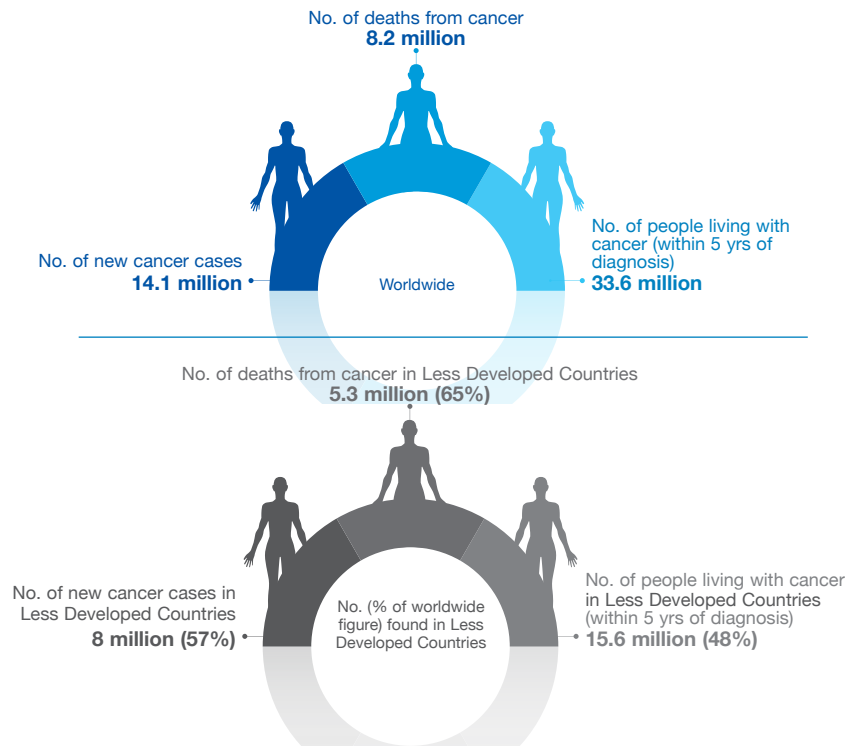 No. of deaths from cancer
8.2 million
No. of new cancer cases
14.1 million
Worldwide
No. of people living with
cancer (within 5 yrs of
diagnosis)
33.6 million
No. of deaths from cancer in Less Developed Countries
5.3 million (65%)
No. of new cancer cases in
Less Developed Countries
8 million (57%)
No. (% of worldwide
figure) found in Less
Developed Countries
No. of people living with cancer
in Less Developed Countries
(within 5 yrs of diagnosis)
15.6 million (48%)